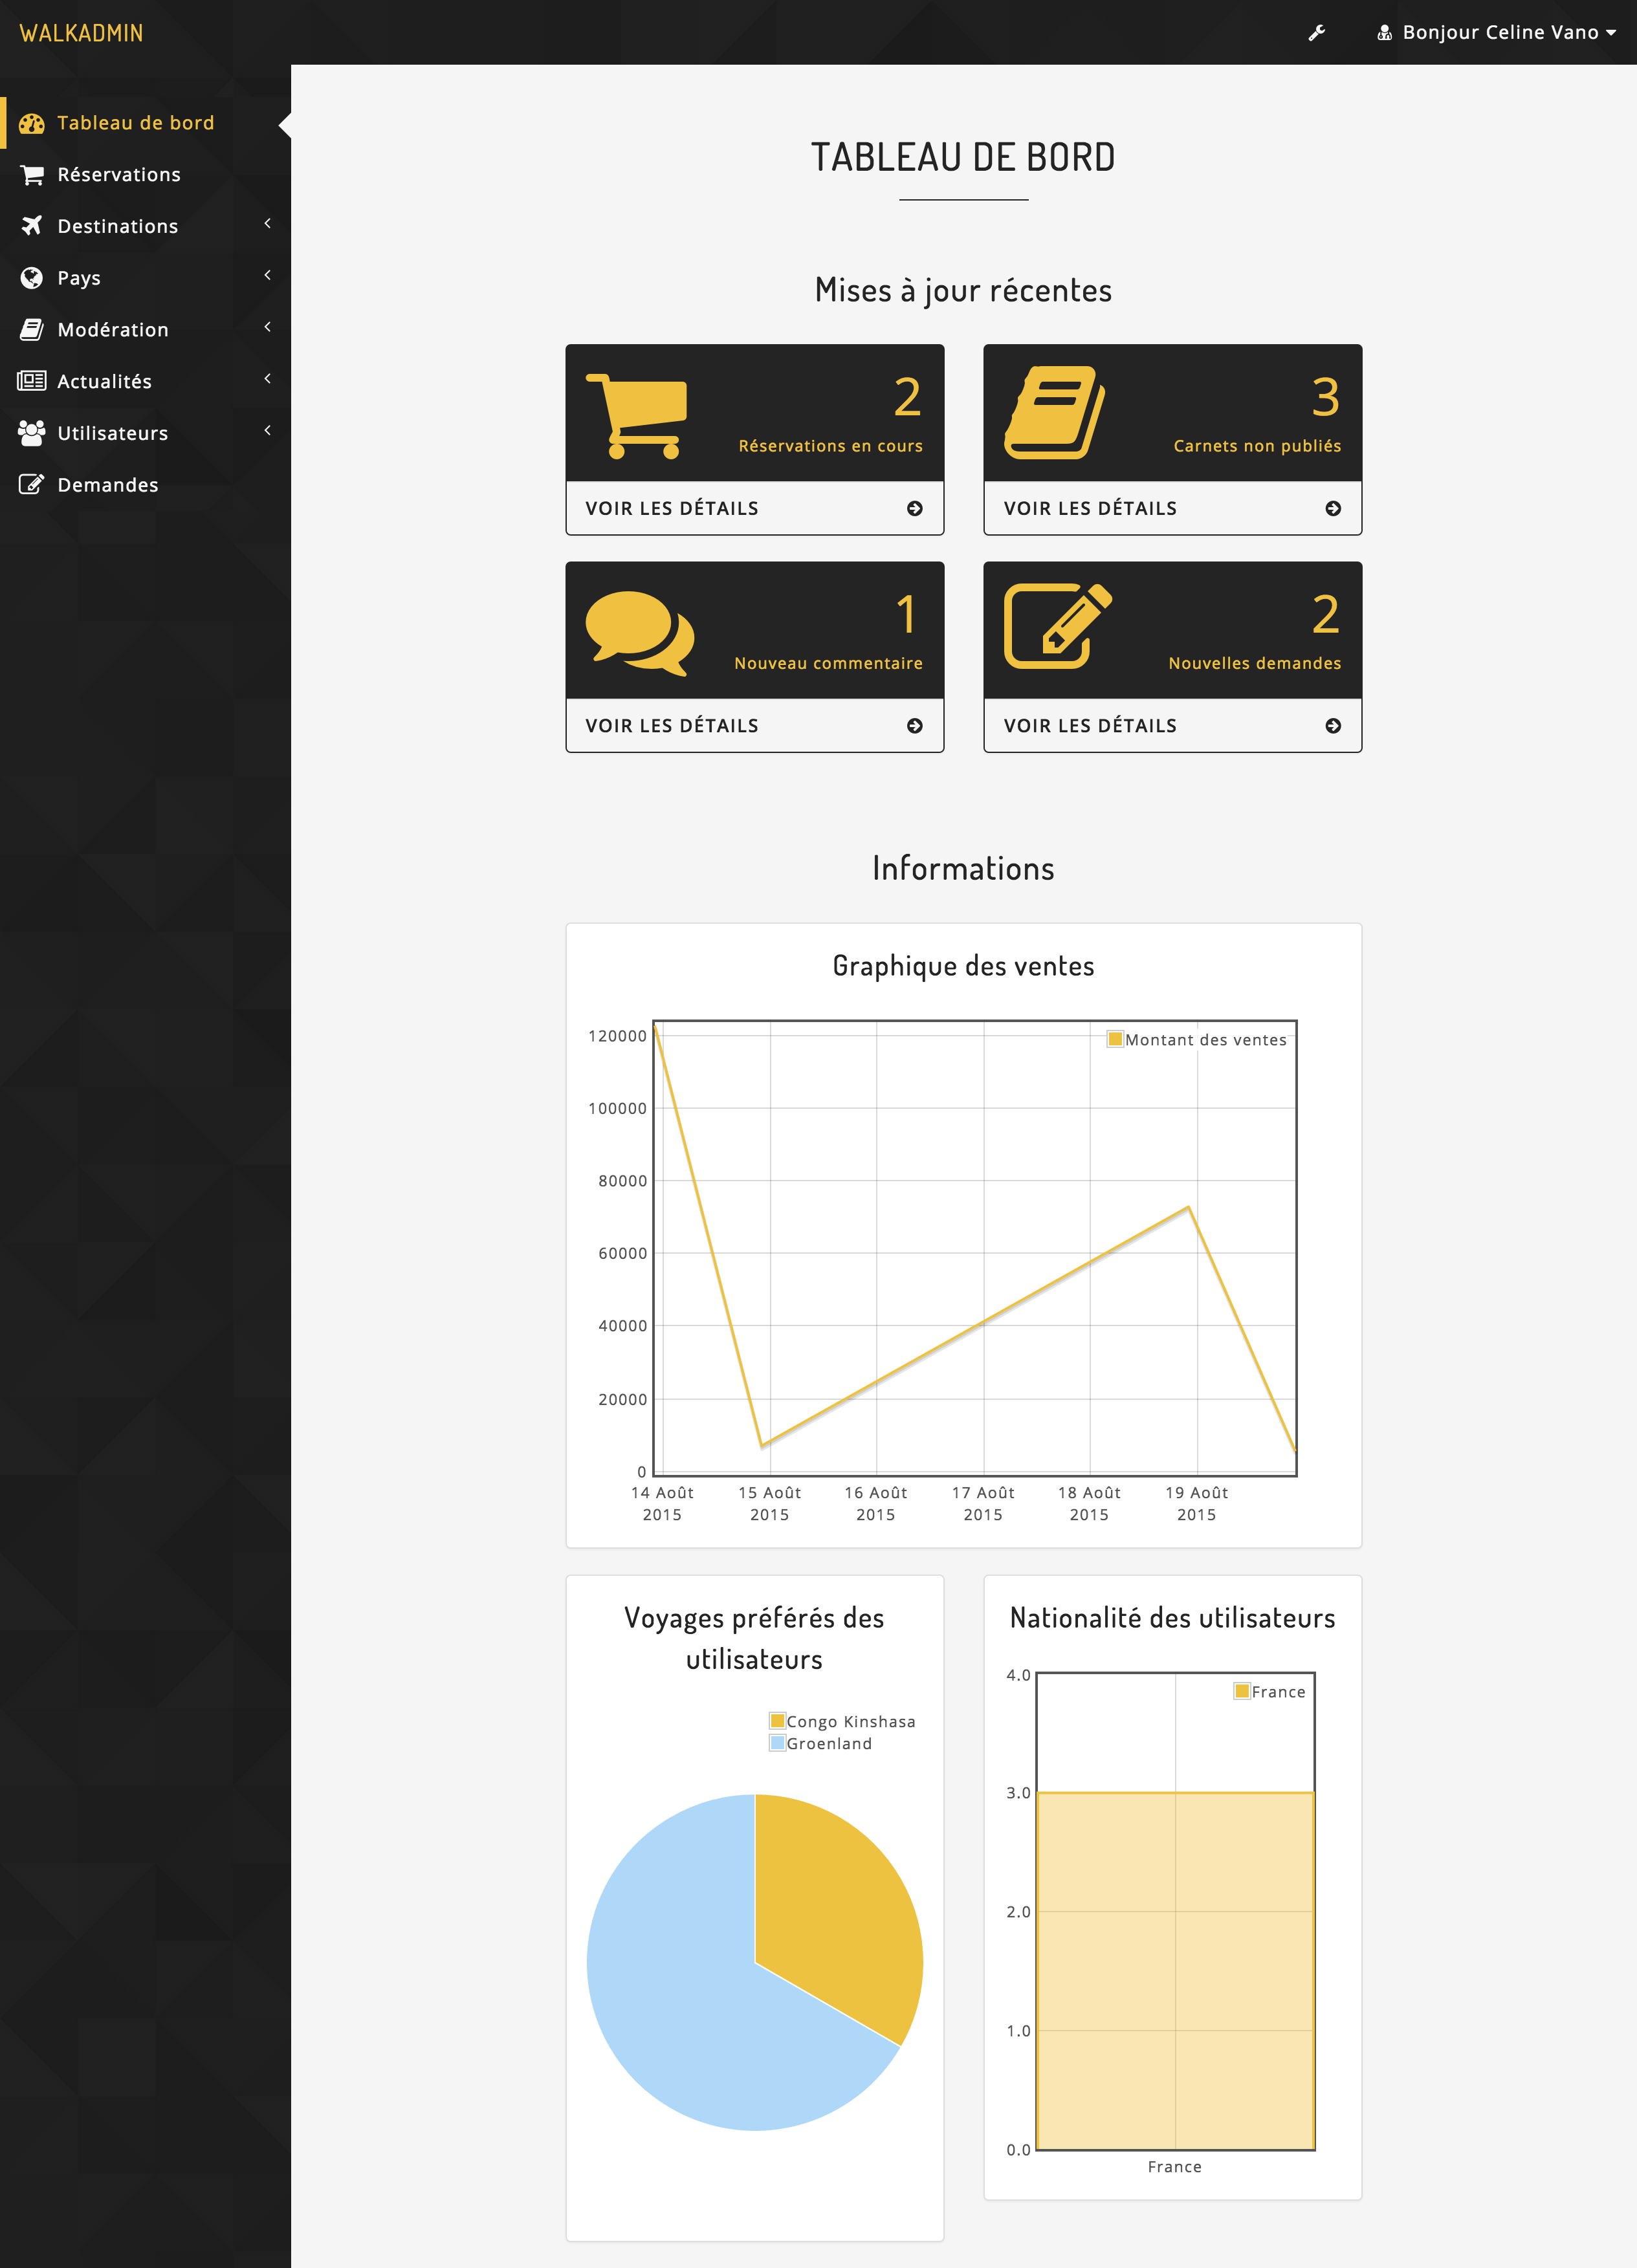 WALKADMIN
Bonjour Celine Vano
Tableau de bord
Réservations
Destinations
Pays
Modération
Actualités
Utilisateurs
Demandes
TABLEAU DE BORD
Mises à jour récentes
2
Réservations en cours
VOIR LES DÉTAILS
3
Carnets non publiés
VOIR LES DÉTAILS
1
Nouveau commentaire
VOIR LES DÉTAILS
2
Nouvelles demandes
VOIR LES DÉTAILS
Informations
Graphique des ventes
Montant des ventes
120000
100000
80000
60000
40000
20000
0
14 Août
2015
15 Août
2015
16 Août
2015
17 Août
2015
18 Août
2015
19 Août
2015
Voyages préférés des
utilisateurs
Congo Kinshasa
Groenland
Nationalité des utilisateurs
France
4.0
3.0
2.0
1.0
0.0
France